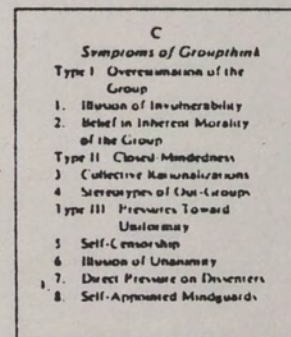 C
Symptoms of Groupthink
Type I Overestimation of the
Group
1. Illusion of Invulnerability
2. Belief in Inherent Morality
of the Group
Type II Closed-Mindedness
3 Collective Rationalizations
4 Stereotypes of Out-Groups
Type III Pressures Toward
Uniformity
5 Self-Censorship
6 Illusion of Unanimity
7. Direct Pressure on Dissenters
8. Self-Appointed Mindguards